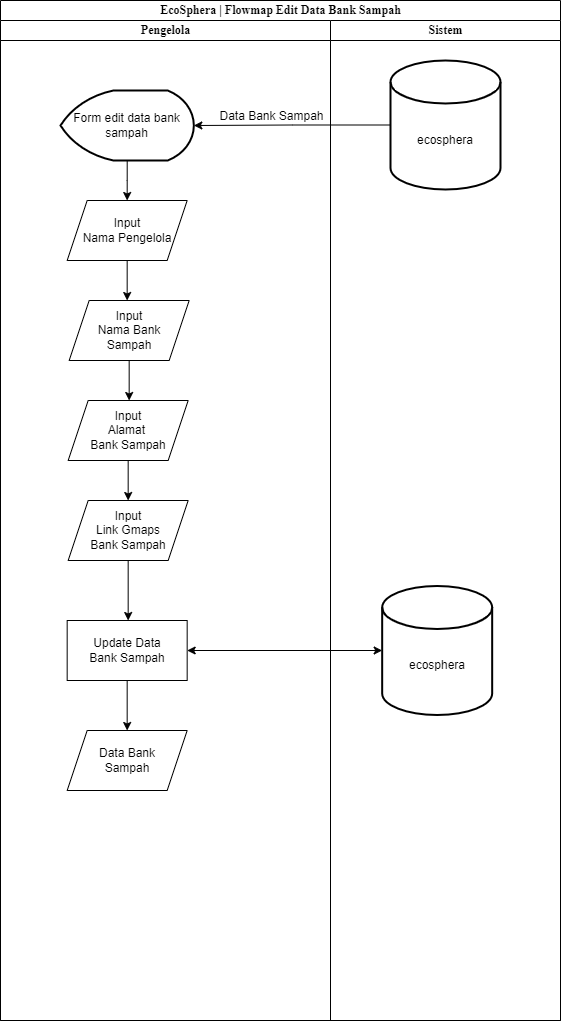 EcoSphera | Flowmap Edit Data Bank Sampah
Pengelola
Sistem
Form edit data bank
sampah
Data Bank Sampah
ecosphera
Input
Nama Pengelola
Input
Nama Bank
Sampah
Input
Alamat
Bank Sampah
Input
Link Gmaps
Bank Sampah
Update Data
Bank Sampah
ecosphera
Data Bank
Sampah